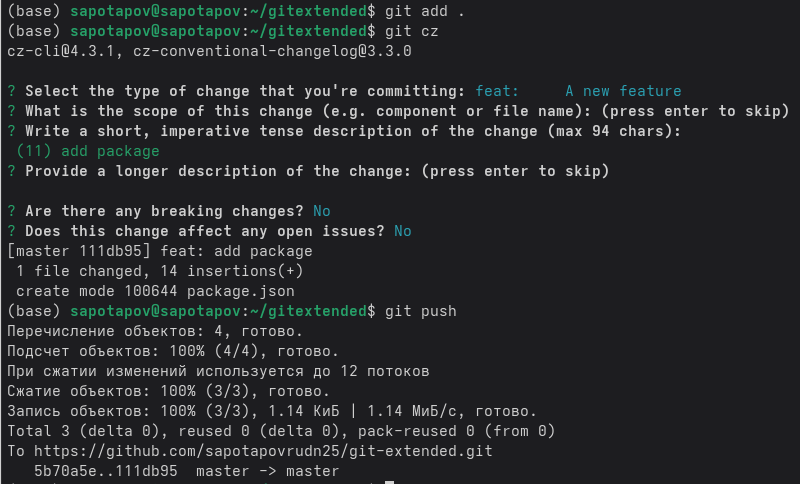 (base) sapotapov@sapotapov:~/gitextended$ git add .
(base) sapotapov@sapotapov:~/gitextended$ git cz
cz-cli@4.3.1, cz-conventional-changelog@3.3.0
? Select the type of change that you're committing: feat:     A new feature
? What is the scope of this change (e.g. component or file name): (press enter to skip)
? Write a short, imperative tense description of the change (max 94 chars):
(11) add package
? Provide a longer description of the change: (press enter to skip)
? Are there any breaking changes? No
? Does this change affect any open issues? No
[master 111db95] feat: add package
1 file changed, 14 insertions(+)
create mode 100644 package.json
(base) sapotapov@sapotapov:~/gitextended$ git push
Перечисление объектов: 4, готово.
Подсчет объектов: 100% (4/4), готово.
При сжатии изменений используется до 12 потоков
Сжатие объектов: 100% (3/3), готово.
Запись объектов: 100% (3/3), 1.14 КиБ | 1.14 МиБ/с, готово.
Total 3 (delta 0), reused 0 (delta 0), pack-reused 0 (from 0)
To https://github.com/sapotapovrudn25/git-extended.git
5b70a5e..111db95  master -> master